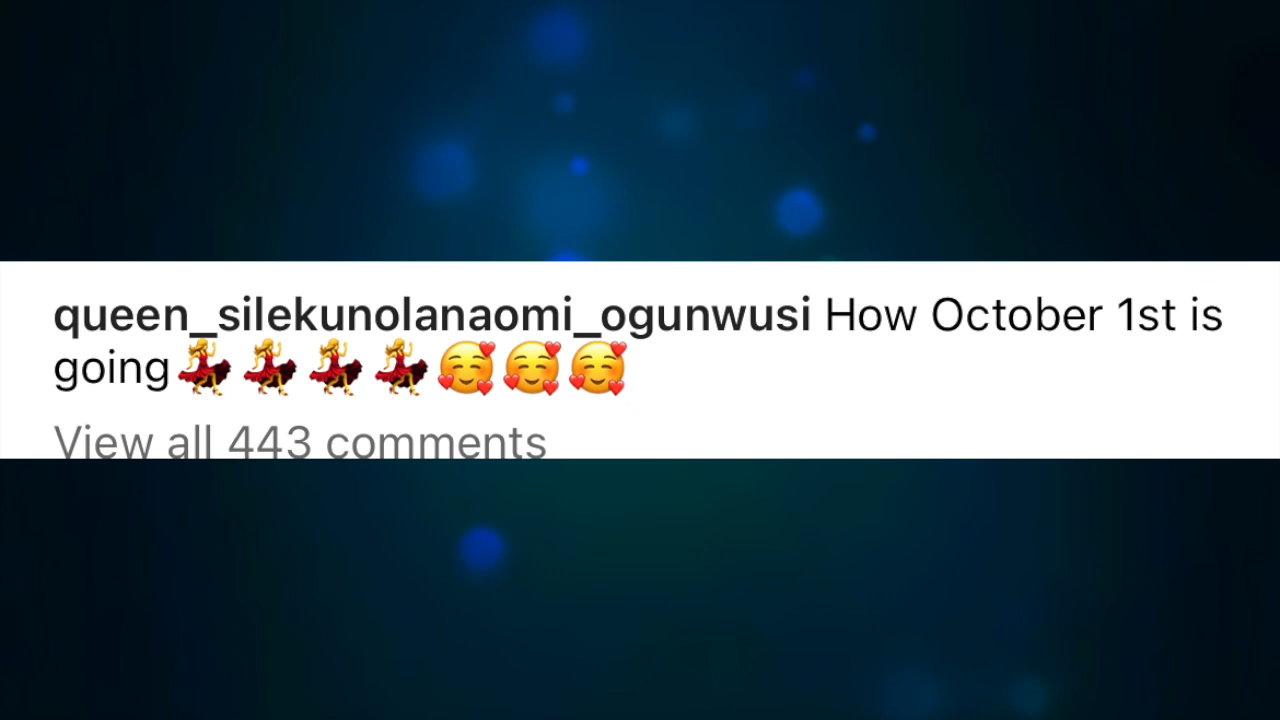 queen_silekunolanaomi_ogunwusi How October 1st is
going💃💃💃💃🥰🥰🥰
View all 443 comments